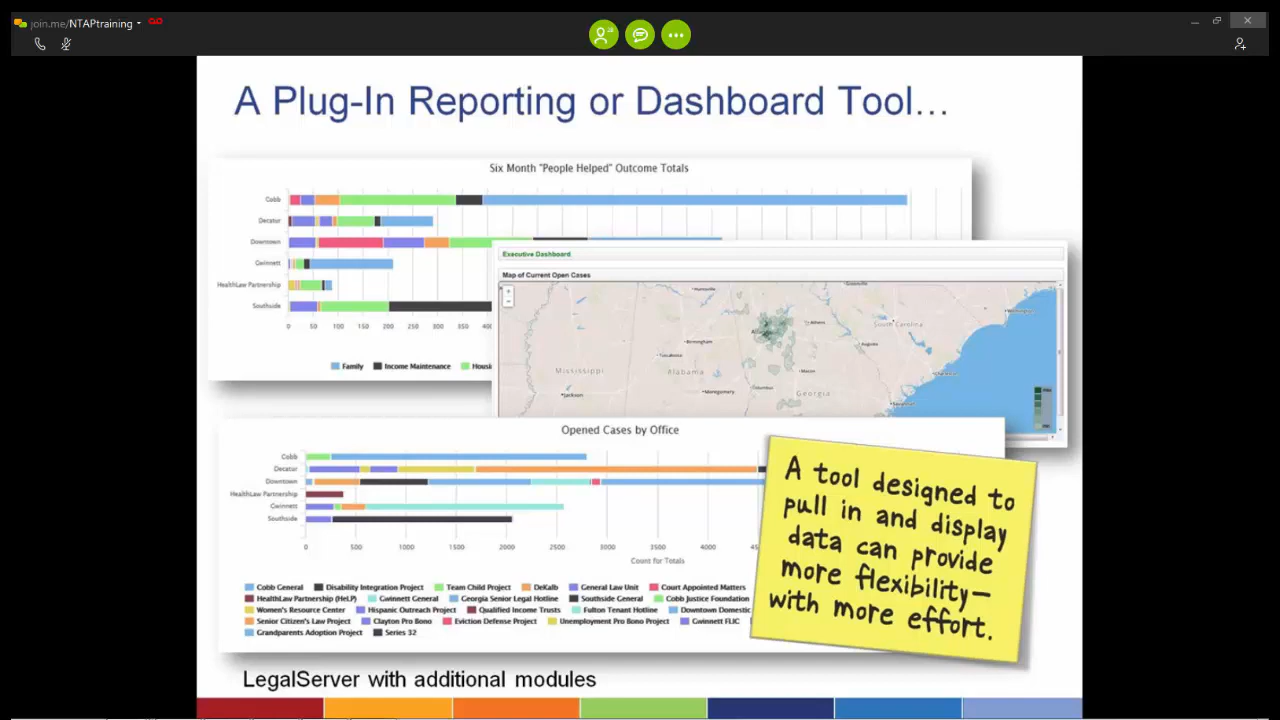 join.me/NTAPtraining
A Plug-In Reporting or Dashboard Tool...
Six Month "People Helped" Outcome Totals
Cobb
Decatur
Downtown
Gwinnett
HealthLaw Partnership
Southside
0 50 100 150 200 250 300 350
Family Income Maintenance
Executive Dashboard
Map of Current Open Cases
Huntsville
Athens
South Carolina
Birmingham
Augusta
Tuscaloosa
Mississippi
Alabama
Macon
Columbus
Montgomery
Georgia
Jackson
Savannah
Opened Cases by Office
Cobb
Decatur
Downtown
HealthLaw Partnership
Gwinnett
Southside
0 500 1000 1500 2000 2500 3000 3500 4000
Count for Totals
Cobb General Disability Integration Project Team Child Project DeKalb General Law Unit Court Appointed Matters
HealthLaw Partnership (HeLP) Gwinnett General Georgia Senior Legal Hotline Southside General Cobb Justice Foundation
Women's Resource Center Hispanic Outreach Project Qualified Income Trusts Fulton Tenant Hotline Downtown Domestic
Senior Citizen's Law Project Clayton Pro Bono Eviction Defense Project Unemployment Pro Bono Project Gwinnett FLIC
Grandparents Adoption Project Series 32
A tool designed to
pull in and display
data can provide
more flexibility—
with more effort.
LegalServer with additional modules